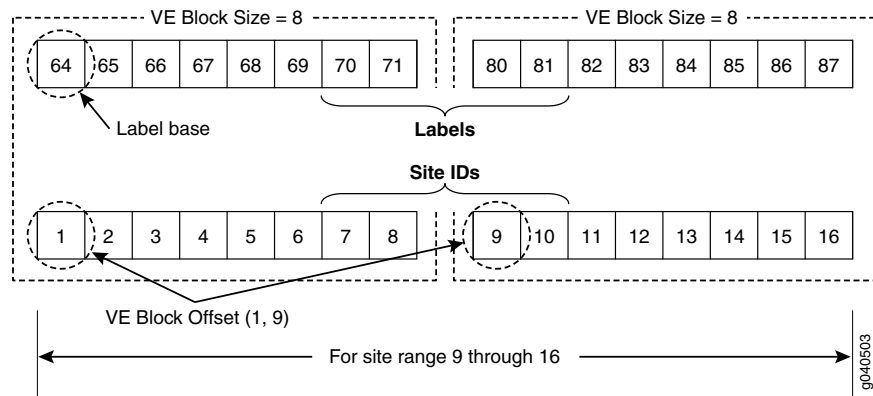 VE Block Size = 8 VE Block Size = 8
64 65 66 67 68 69 70 71 80 81 82 83 84 85 86 87
Label base
Labels
Site IDs
1 2 3 4 5 6 7 8 9 10 11 12 13 14 15 16
VE Block Offset (1, 9)
For site range 9 through 16
g040503